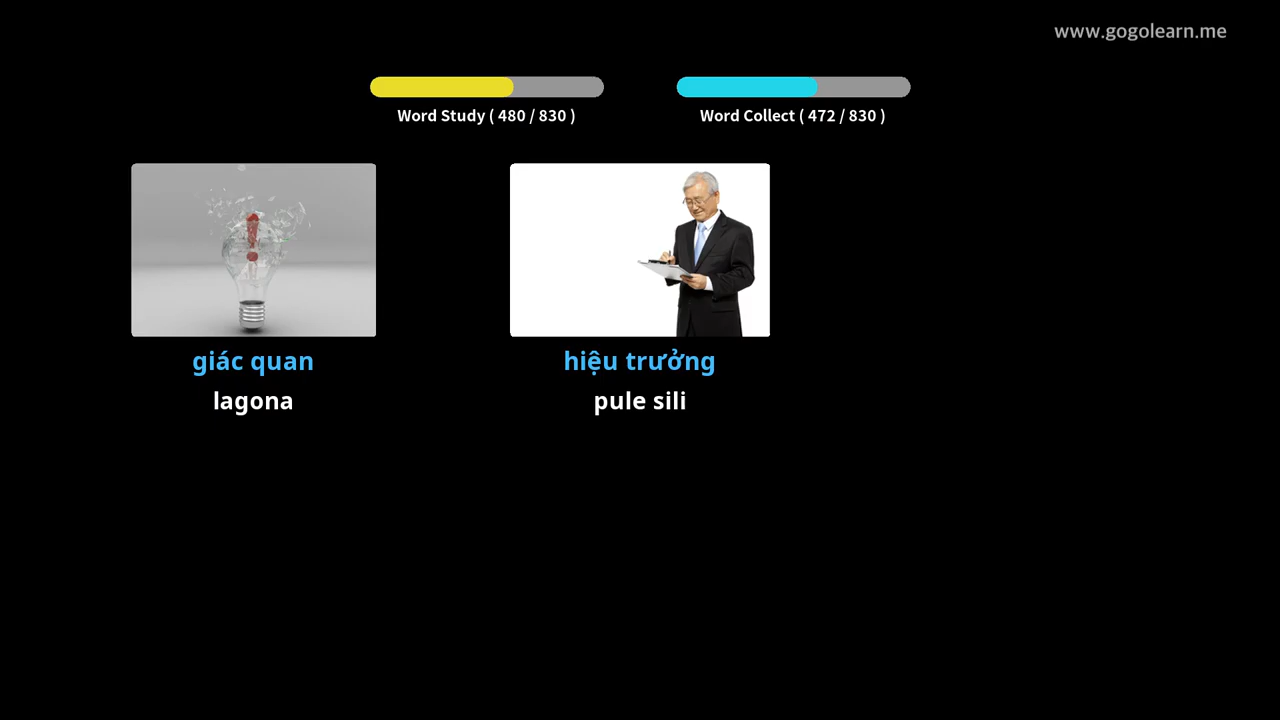 www.gogolearn.me
Word Study ( 480 / 830 )
Word Collect ( 472 / 830 )
giác quan
lagona
hiệu trưởng
pule sili